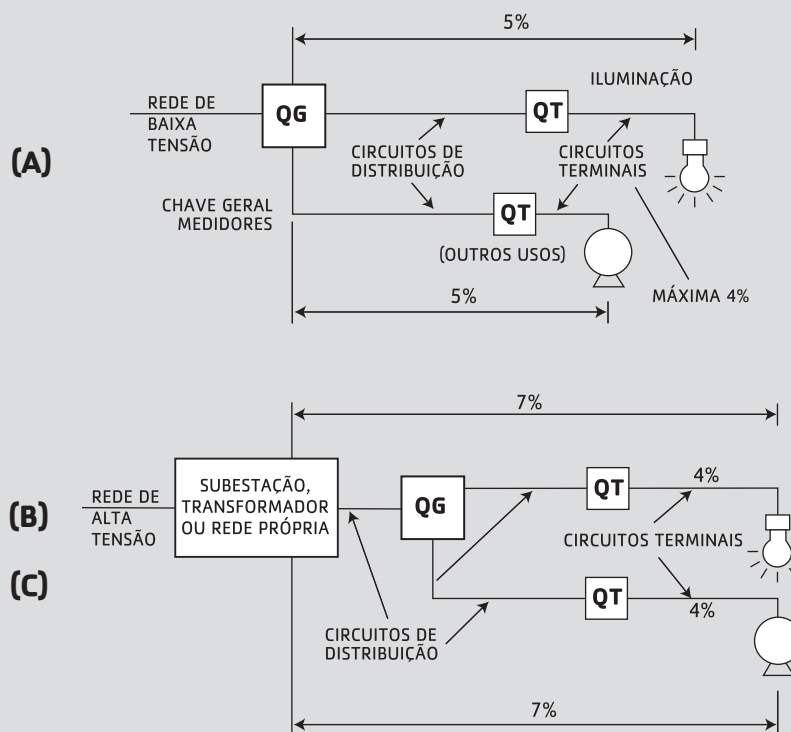 (A)
5%
ILUMINAÇÃO
REDE DE
BAIXA
TENSÃO
QG
QT
CIRCUITOS DE
DISTRIBUIÇÃO
CIRCUITOS
TERMINAIS
CHAVE GERAL
MEDIDORES
QT
(OUTROS USOS)
MÁXIMA 4%
5%
(B)
(C)
7%
REDE DE
ALTA
TENSÃO
SUBESTAÇÃO,
TRANSFORMADOR
OU REDE PRÓPRIA
QG
QT
4%
CIRCUITOS TERMINAIS
QT
4%
CIRCUITOS DE
DISTRIBUIÇÃO
7%